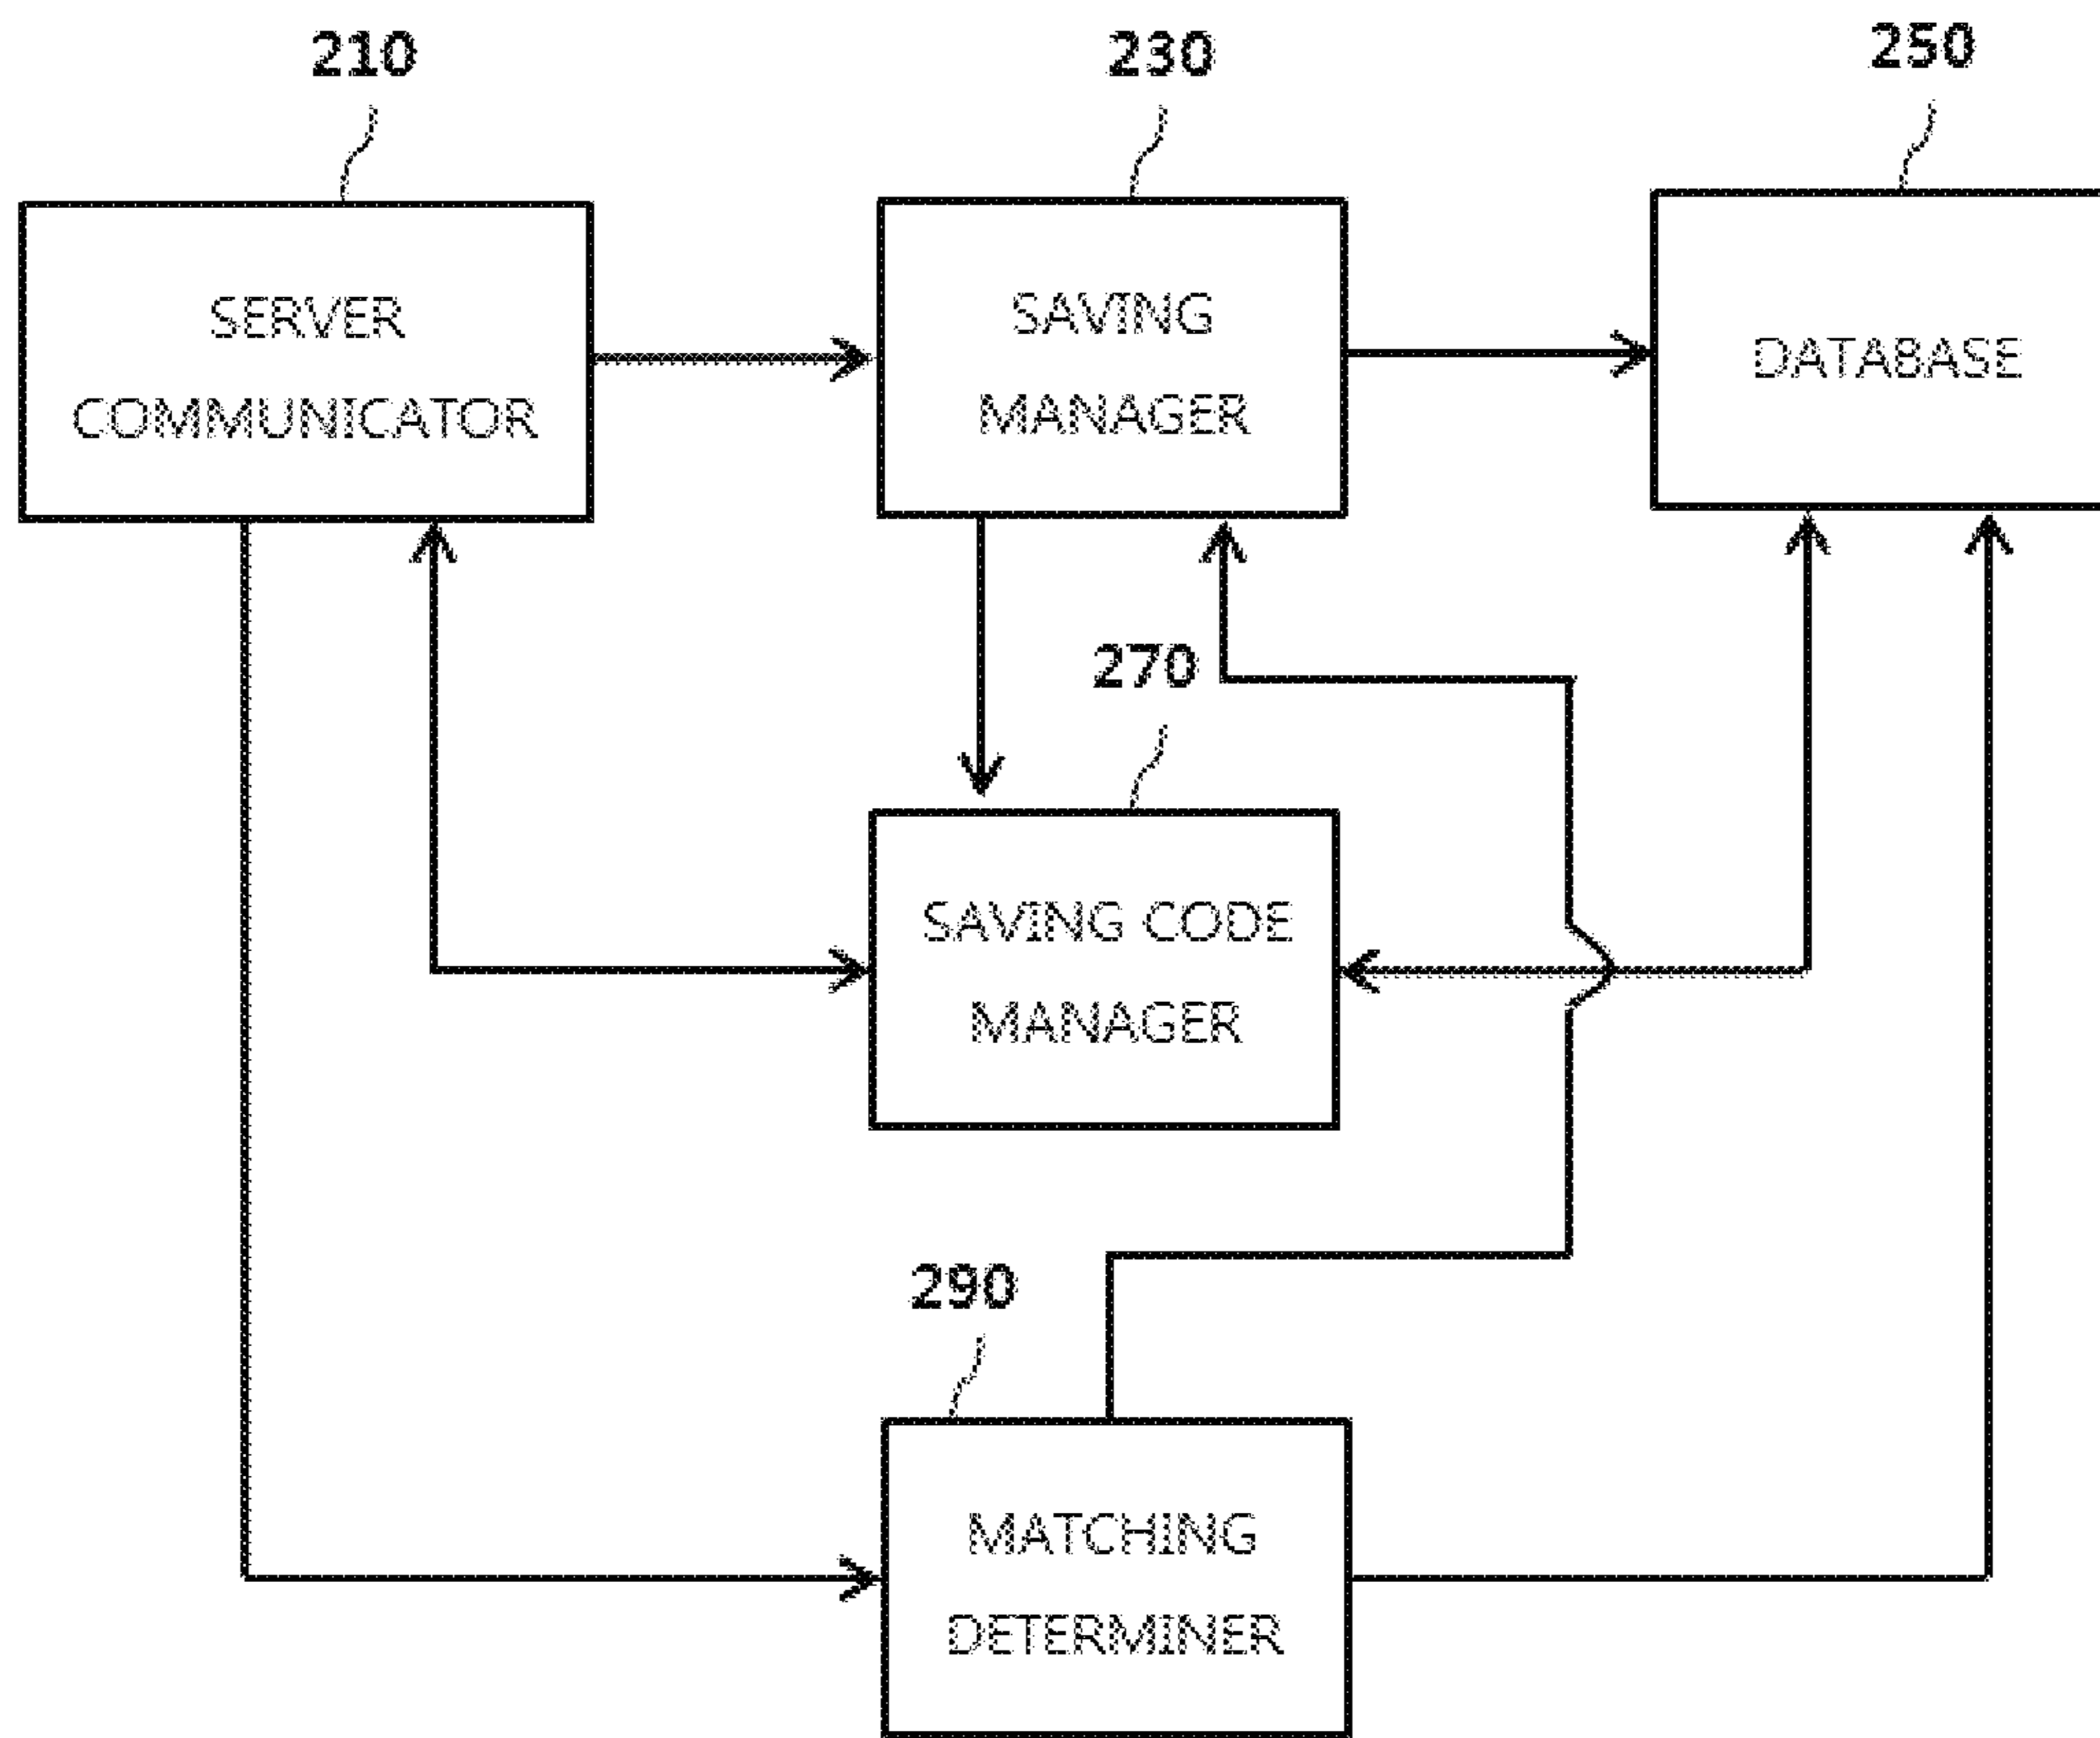 210
230
250
SERVER
COMMUNICATOR
SAVING
MANAGER
DATABASE
270
SAVING CODE
MANAGER
290
MATCHING
DETERMINER